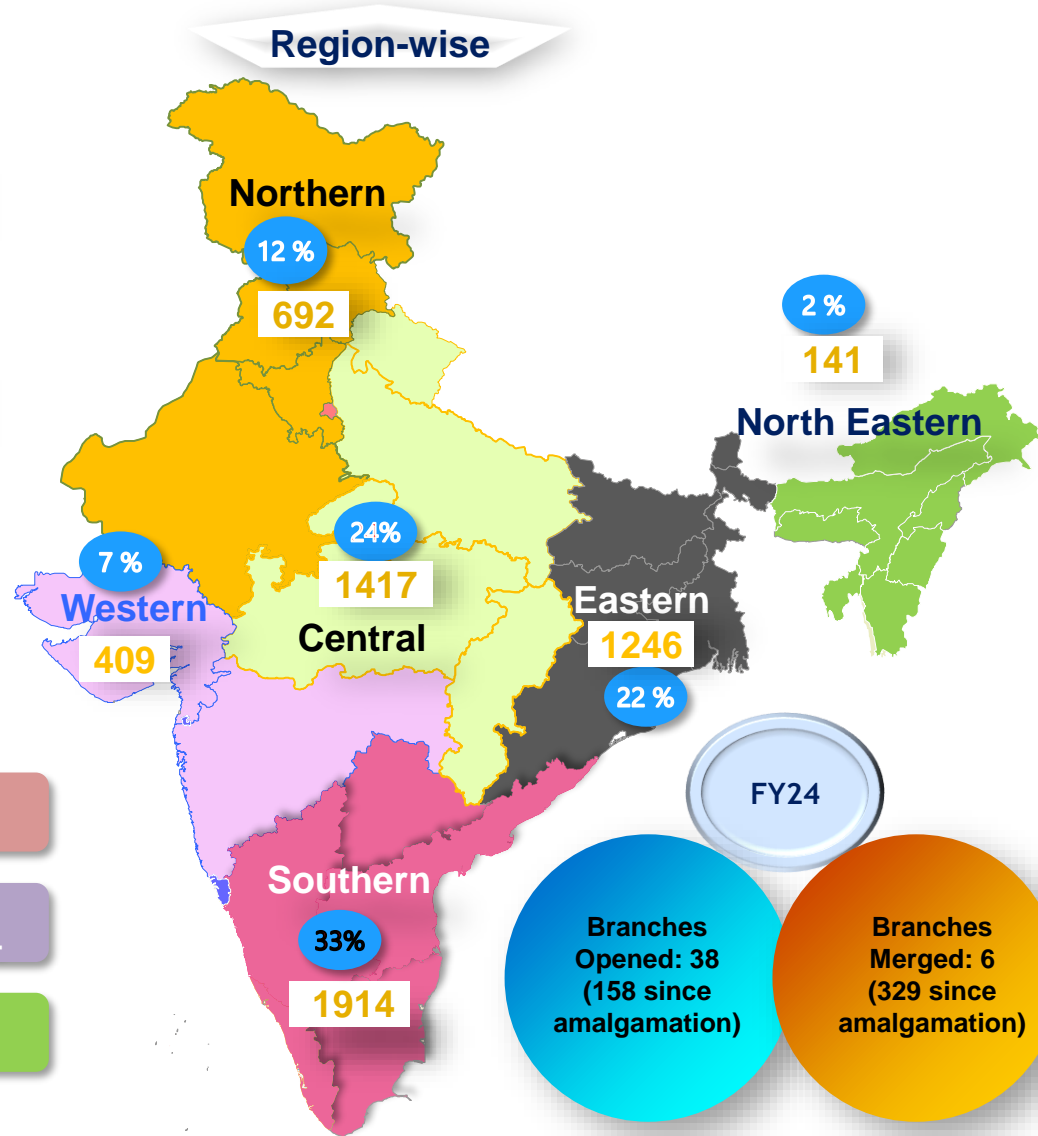 Region-wise
Northern
12 %
692
2 %
141
North Eastern
24%
1417
Central
7 %
Western
409
Eastern
1246
22 %
FY24
Southern
33%
1914
Branches
Opened: 38
(158 since
amalgamation)
Branches
Merged: 6
(329 since
amalgamation)